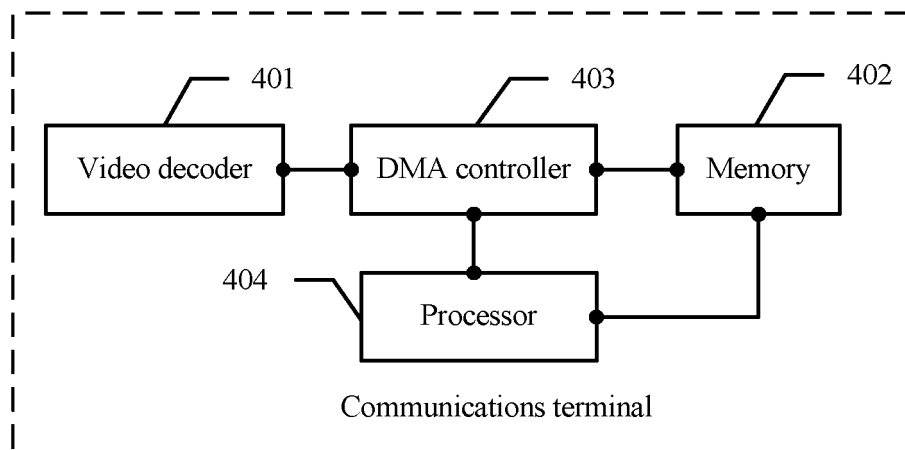 401
403
402
Video decoder
DMA controller
Memory
404
Processor
Communications terminal